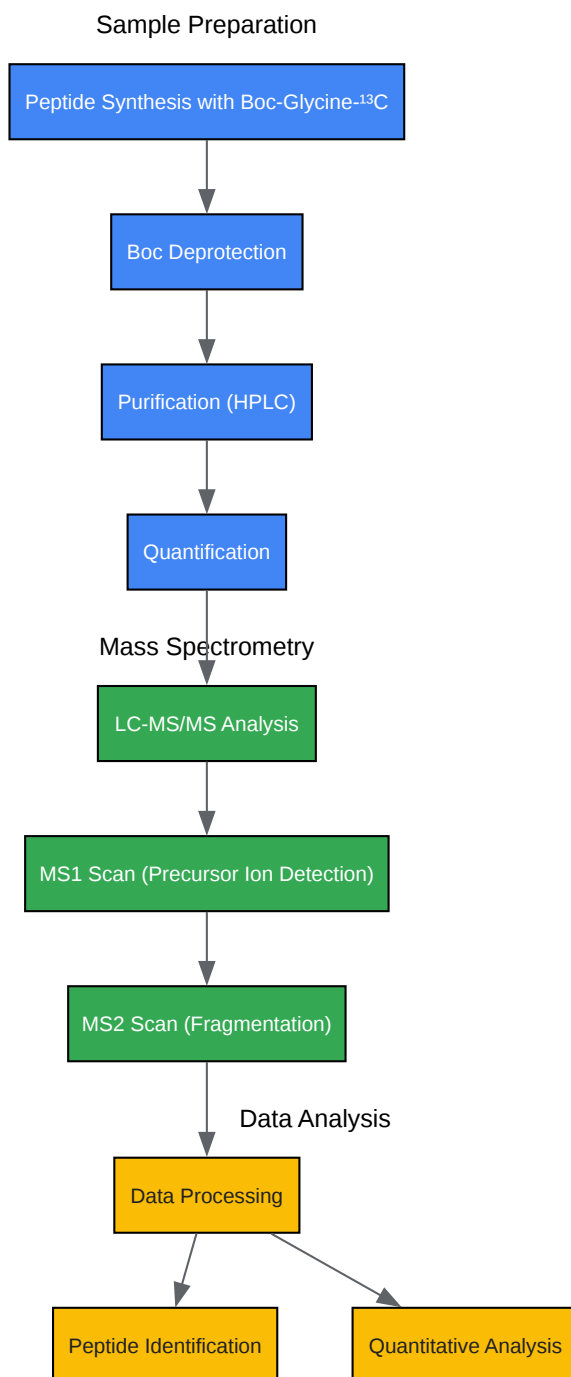 Sample Preparation
Peptide Synthesis with Boc-Glycine-¹³C
Boc Deprotection
Purification (HPLC)
Quantification
Mass Spectrometry
LC-MS/MS Analysis
MS1 Scan (Precursor Ion Detection)
MS2 Scan (Fragmentation)
Data Analysis
Data Processing
Peptide Identification
Quantitative Analysis